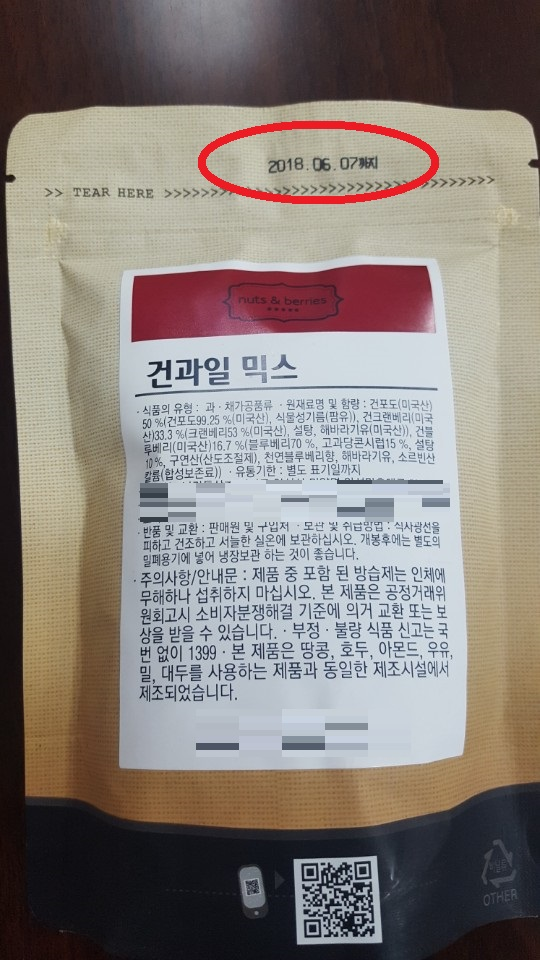 2018.06.07까지
>> TEAR HERE >>>>>>>>>>>>>>>>>>>>>>>>>>>>>>>>>>>>>>
nuts & berries
건과일 믹스
· 식품의 유형 : 과 · 채가공품류 · 원재료명 및 함량 : 건포도(미국산)
50 %(건포도99.25 %(미국산), 식물성기름(팜유)), 건크랜베리(미국
산)33.3 %(크랜베리53 %(미국산), 설탕, 해바라기유(미국산)), 건블
루베리(미국산)16.7 %(블루베리70 %, 고과당콘시럽15 %, 설탕
10 %, 구연산(산도조절제), 천연블루베리향, 해바라기유, 소르빈산
칼륨(합성보존료)) · 유통기한 : 별도 표기일까지
· 반품 및 교환 : 판매원 및 구입처 · 보관 및 취급방법 : 직사광선을
피하고 건조하고 서늘한 실온에 보관하십시오. 개봉후에는 별도의
밀폐용기에 넣어 냉장보관 하는 것이 좋습니다.
· 주의사항/안내문 : 제품 중 포함 된 방습제는 인체에
무해하나 섭취하지 마십시오. 본 제품은 공정거래위
원회고시 소비자분쟁해결 기준에 의거 교환 또는 보
상을 받을 수 있습니다. · 부정 · 불량 식품 신고는 국
번 없이 1399 · 본 제품은 땅콩, 호두, 아몬드, 우유,
밀, 대두를 사용하는 제품과 동일한 제조시설에서
제조되었습니다.
OTHER